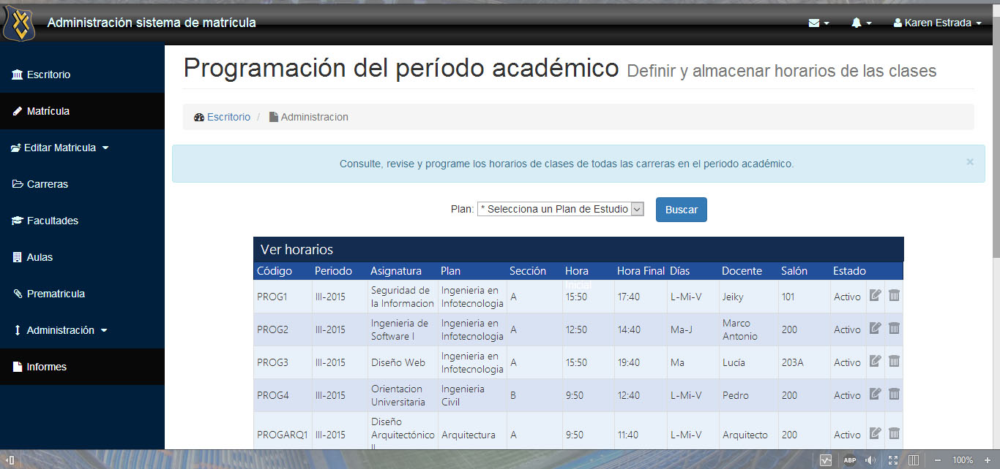 Administración sistema de matrícula
Karen Estrada
Escritorio
Matrícula
Editar Matricula
Carreras
Facultades
Aulas
Prematricula
Administración
Informes
Programación del período académico Definir y almacenar horarios de las clases
Escritorio / Administracion
Consulte, revise y programe los horarios de clases de todas las carreras en el periodo académico. ×
Plan: * Selecciona un Plan de Estudio Buscar
Ver horarios
Código Periodo Asignatura Plan Sección Hora Inicial Hora Final Días Docente Salón Estado
PROG1 III-2015 Seguridad de la Informacion Ingenieria en Infotecnologia A 15:50 17:40 L-Mi-V Jeiky 101 Activo
PROG2 III-2015 Ingenieria de Software I Ingenieria en Infotecnologia A 12:50 14:40 Ma-J Marco Antonio 200 Activo
PROG3 III-2015 Diseño Web Ingenieria en Infotecnologia A 15:50 19:40 Ma Lucía 203A Activo
PROG4 III-2015 Orientacion Universitaria Ingenieria Civil B 9:50 12:40 L-Mi-V Pedro 200 Activo
PROGARQ1 III-2015 Diseño Arquitectónico II Arquitectura A 9:50 11:40 L-Mi-V Arquitecto 200 Activo
ABP 100%